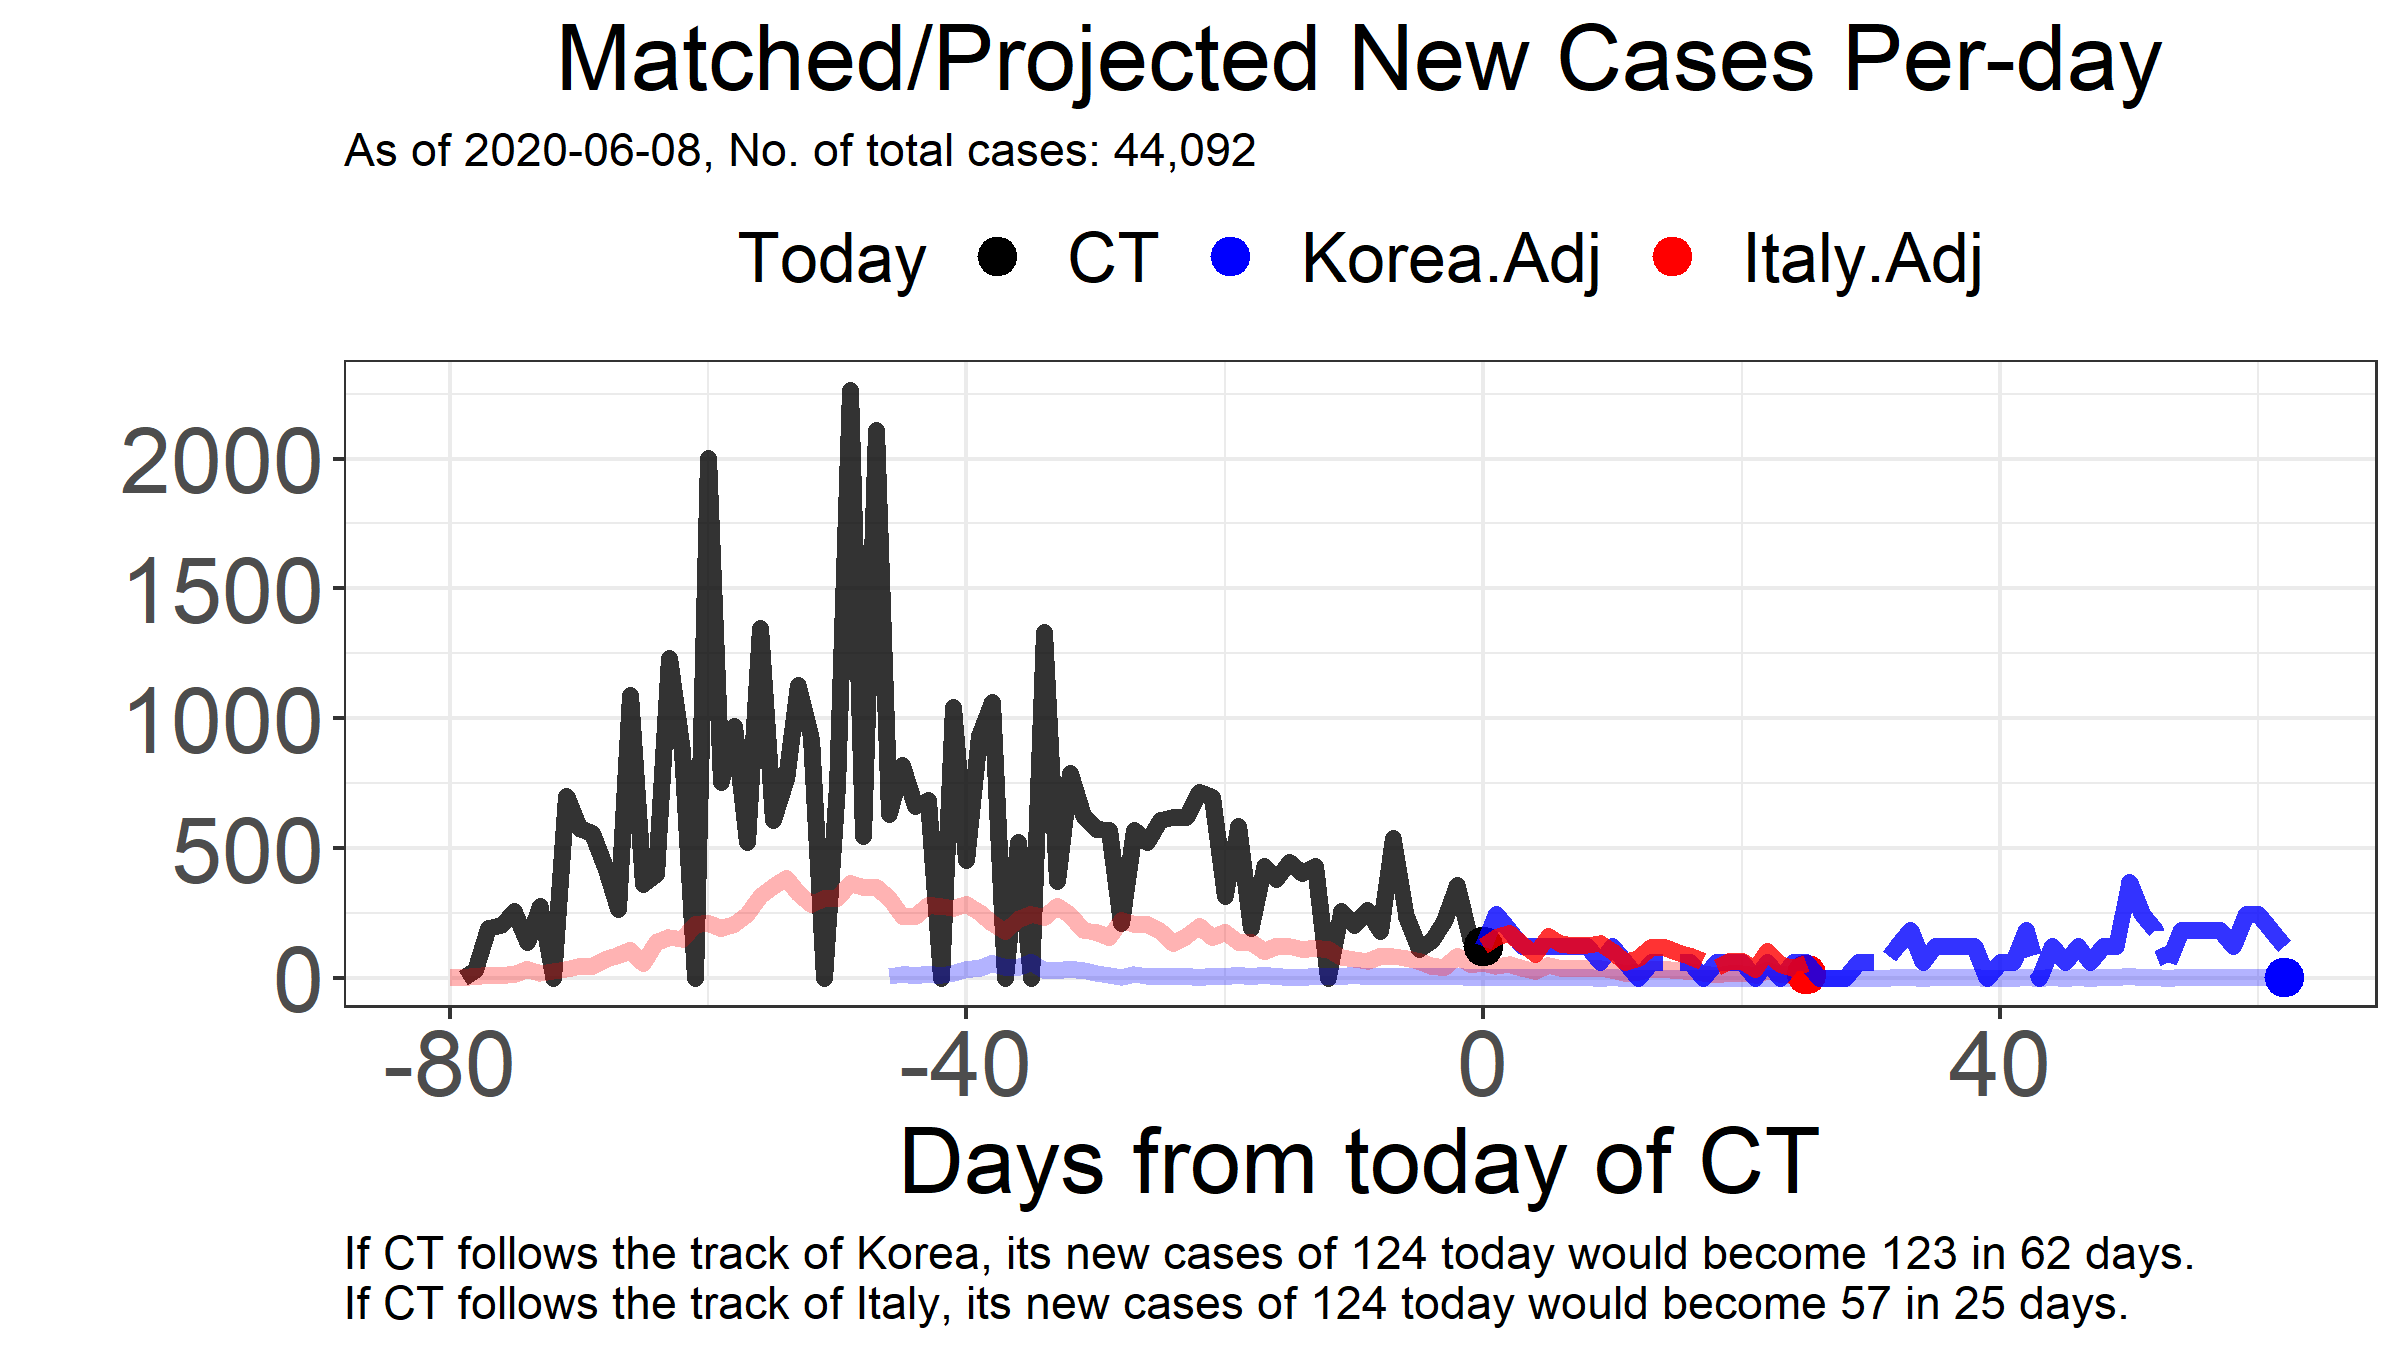 Matched/Projected New Cases Per-day
As of 2020-06-08, No. of total cases: 44,092
Today CT Korea.Adj Italy.Adj
2000
1500
1000
500
0
-80 -40 0 40
Days from today of CT
If CT follows the track of Korea, its new cases of 124 today would become 123 in 62 days.
If CT follows the track of Italy, its new cases of 124 today would become 57 in 25 days.